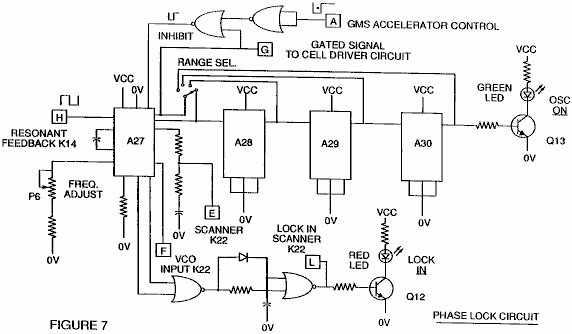 INHIBIT
A
GMS ACCELERATOR CONTROL
G
GATED SIGNAL
TO CELL DRIVER CIRCUIT
RANGE SEL.
VCC
0V
H
RESONANT
FEEDBACK K14
A27
VCC
A28
0V
VCC
A29
0V
VCC
A30
0V
VCC
GREEN
LED
OSC
ON
Q13
0V
P6
FREQ.
ADJUST
0V
0V
0V
E
SCANNER
K22
F
VCO
INPUT K22
LOCK IN
SCANNER
K22
L
0V
VCC
RED
LED
LOCK
IN
Q12
0V
FIGURE 7
PHASE LOCK CIRCUIT